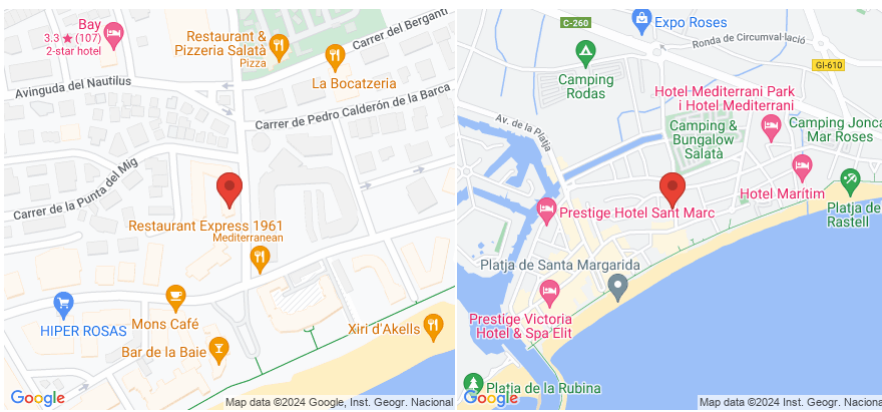 Bay
3.3 ★ (107)
2-star hotel
Restaurant &
Pizzeria Salatà
Pizza
Carrer del Berganti
La Bocatzeria
Avinguda del Nautilus
Carrer de Pedro Calderón de la Barca
Carrer de la Punta del Mig
Restaurant Express 1961
Mediterranean
HIPER ROSAS
Mons Café
Bar de la Baie
Xiri d'Akells
Google
Map data ©2024 Google, Inst. Geogr. Nacional
C-260
Expo Roses
Ronda de Circumval·lació
GI-610
Camping
Rodas
Hotel Mediterrani Park
i Hotel Mediterrani
Av. de la Platja
Camping &
Bungalow
Salatà
Camping Jonca
Mar Roses
Hotel Marítim
Prestige Hotel Sant Marc
Platja de
Rastell
Platja de Santa Margarida
Prestige Victoria
Hotel & Spa Elit
Platja de la Rubina
Google
Map data ©2024 Google, Inst. Geogr. Nacional